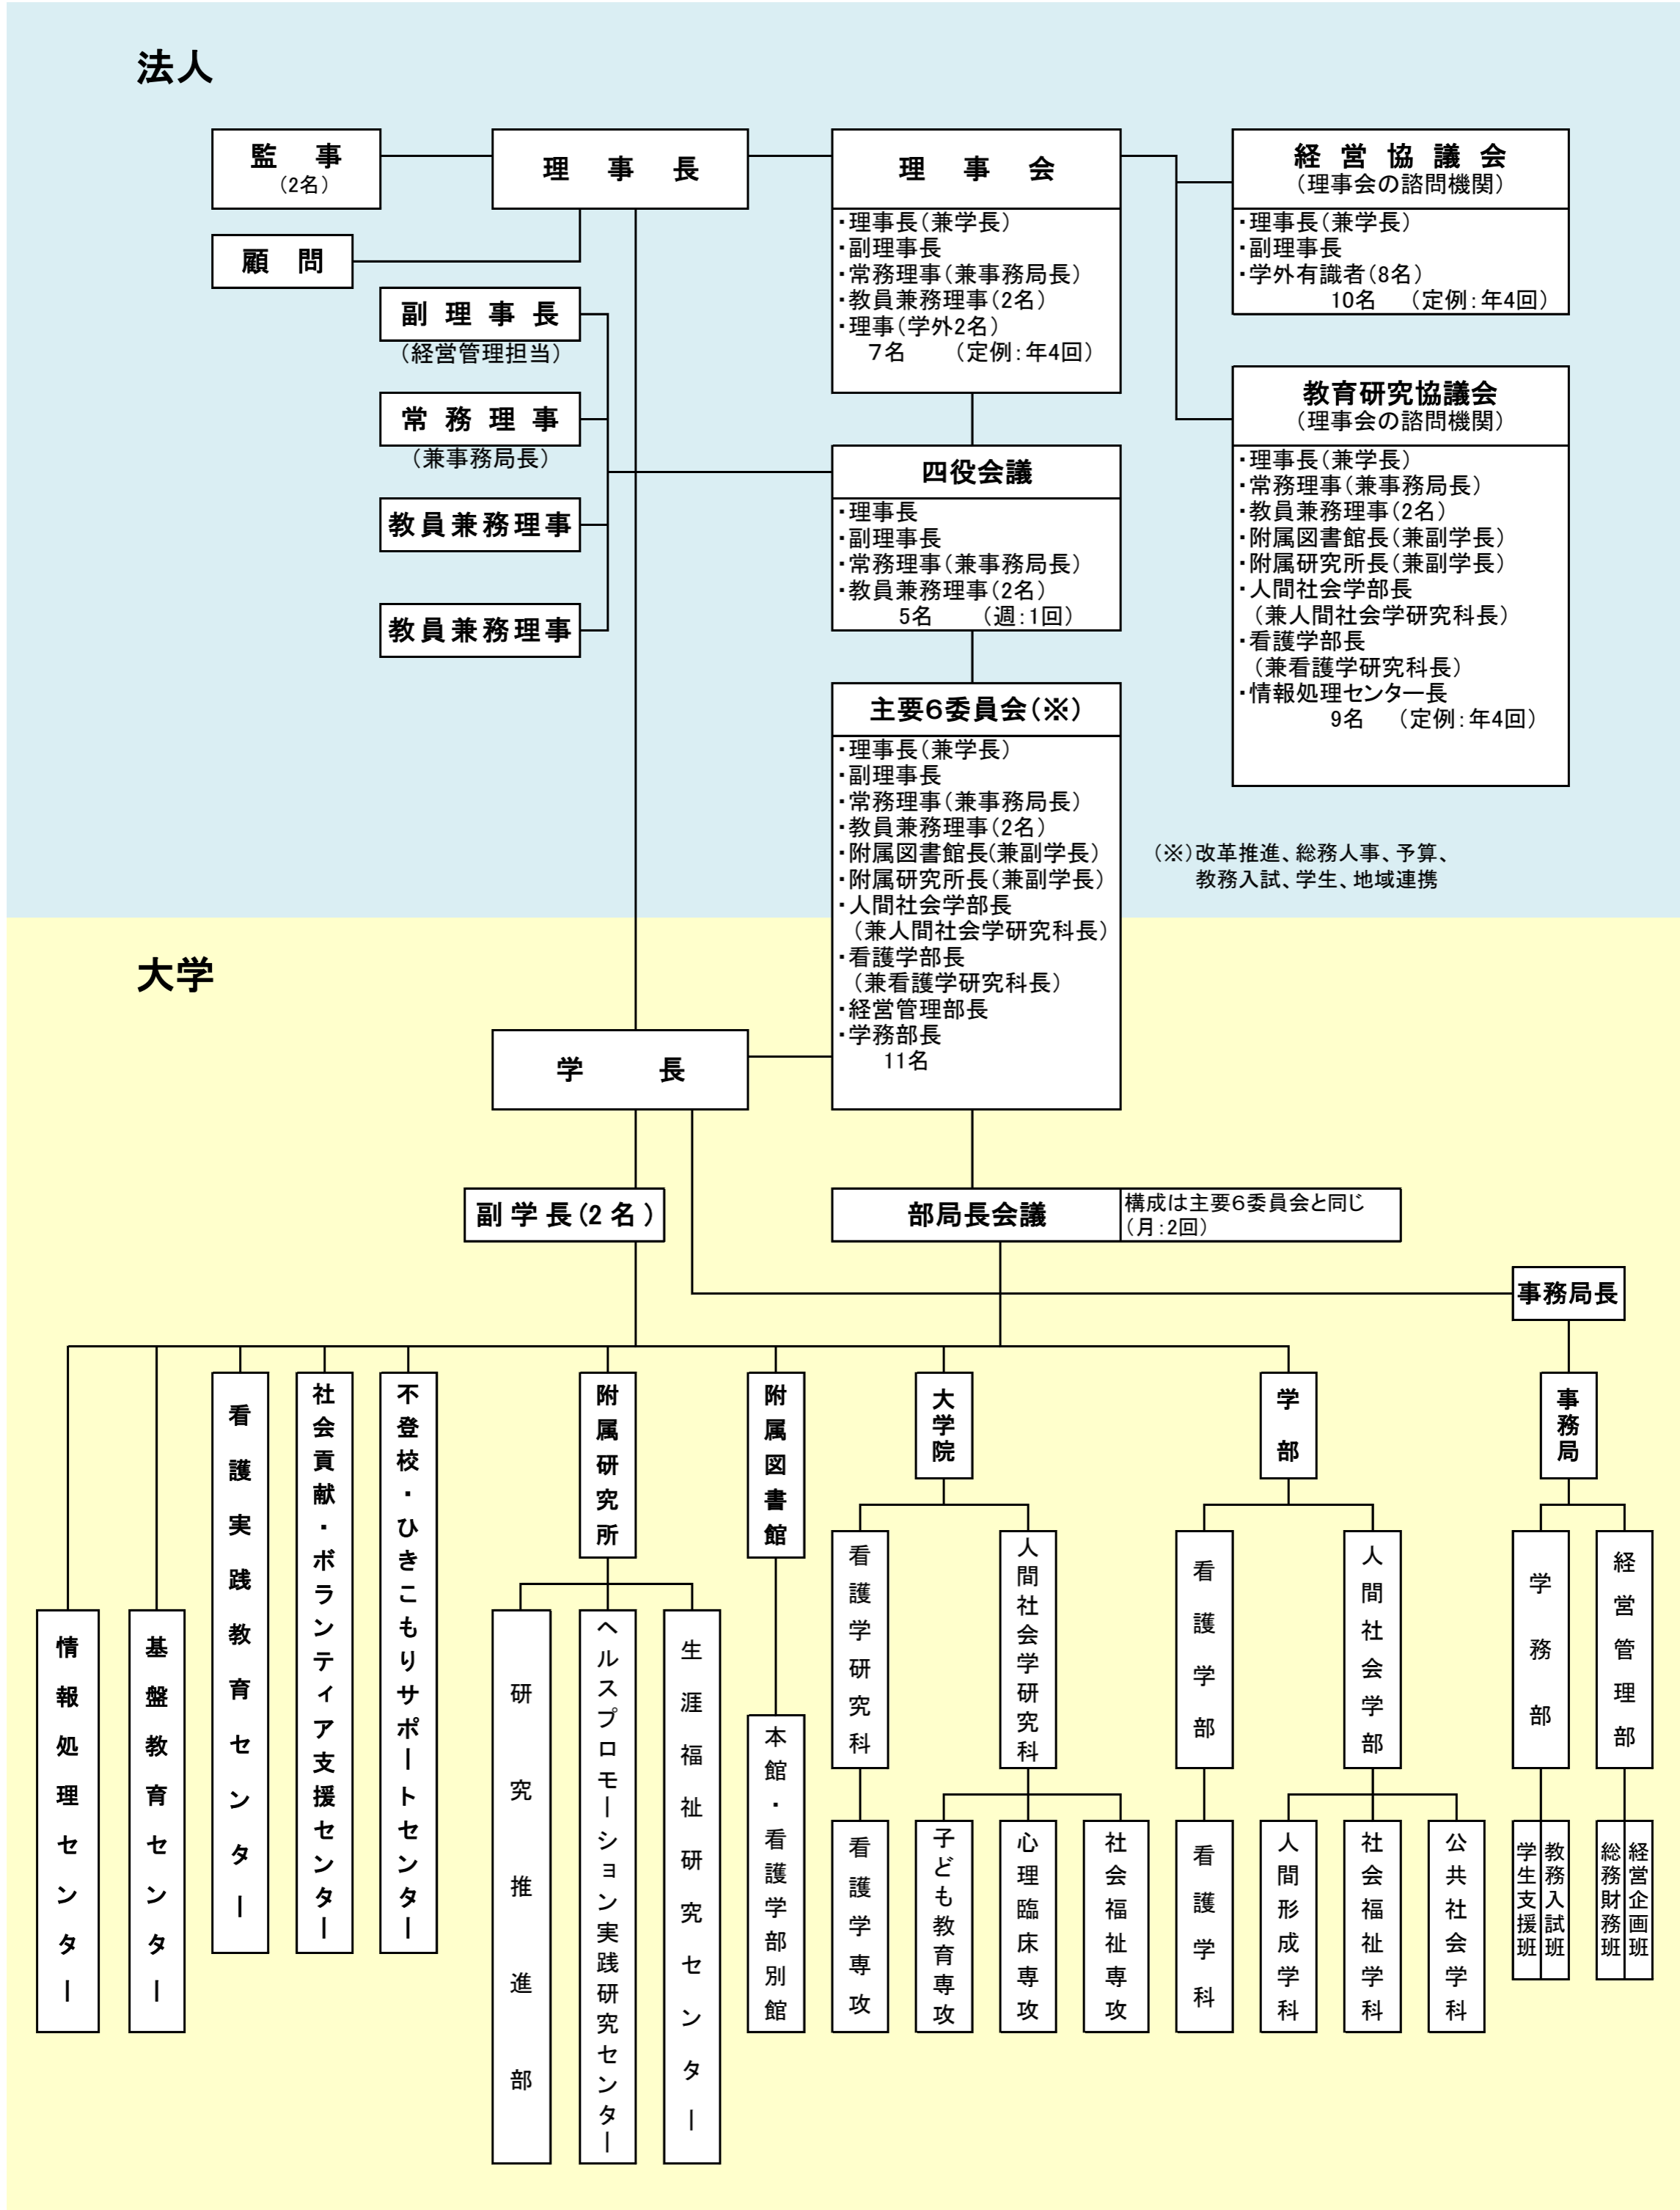 法人
監　事
（2名）
理　事　長
理　事　会
・理事長（兼学長）
・副理事長
・常務理事（兼事務局長）
・教員兼務理事（2名）
・理事（学外2名）
7名　（定例：年4回）
経 営 協 議 会
（理事会の諮問機関）
・理事長（兼学長）
・副理事長
・学外有識者（8名）
10名　（定例：年4回）
顧　問
副 理 事 長
（経営管理担当）
常 務 理 事
（兼事務局長）
教員兼務理事
教員兼務理事
四役会議
・理事長
・副理事長
・常務理事（兼事務局長）
・教員兼務理事（2名）
5名　（週：1回）
教育研究協議会
（理事会の諮問機関）
・理事長（兼学長）
・常務理事（兼事務局長）
・教員兼務理事（2名）
・附属図書館長（兼副学長）
・附属研究所長（兼副学長）
・人間社会学部長
（兼人間社会学研究科長）
・看護学部長
（兼看護学研究科長）
・情報処理センター長
9名　（定例：年4回）
主要６委員会（※）
・理事長（兼学長）
・副理事長
・常務理事（兼事務局長）
・教員兼務理事（2名）
・附属図書館長（兼副学長）
・附属研究所長（兼副学長）
・人間社会学部長
（兼人間社会学研究科長）
・看護学部長
（兼看護学研究科長）
・経営管理部長
・学務部長
11名
（※）改革推進、総務人事、予算、
教務入試、学生、地域連携
大学
学　長
副 学 長（2 名）
部局長会議
構成は主要６委員会と同じ
（月：2回）
事務局長
情報処理センター
基盤教育センター
看護実践教育センター
社会貢献・ボランティア支援センター
不登校・ひきこもりサポートセンター
附属研究所
附属図書館
大学院
学部
事務局
研究推進部
ヘルスプロモーション実践研究センター
生涯福祉研究センター
本館・看護学部別館
看護学研究科
人間社会学研究科
看護学部
人間社会学部
学務部
経営管理部
看護学専攻
子ども教育専攻
心理臨床専攻
社会福祉専攻
看護学科
人間形成学科
社会福祉学科
公共社会学科
学生支援班
教務入試班
総務財務班
経営企画班